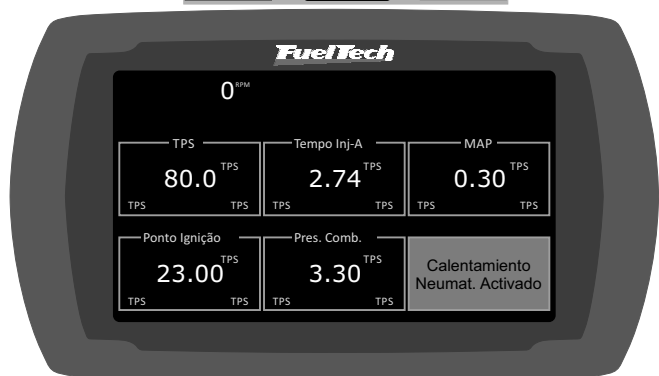 FuelTech
0 RPM
TPS Tempo Inj-A MAP
80.0 TPS 2.74 TPS 0.30 TPS
TPS TPS TPS TPS TPS TPS
Ponto Ignição Pres. Comb.
23.00 TPS 3.30 TPS
Calentamiento
Neumat. Activado
TPS TPS TPS TPS